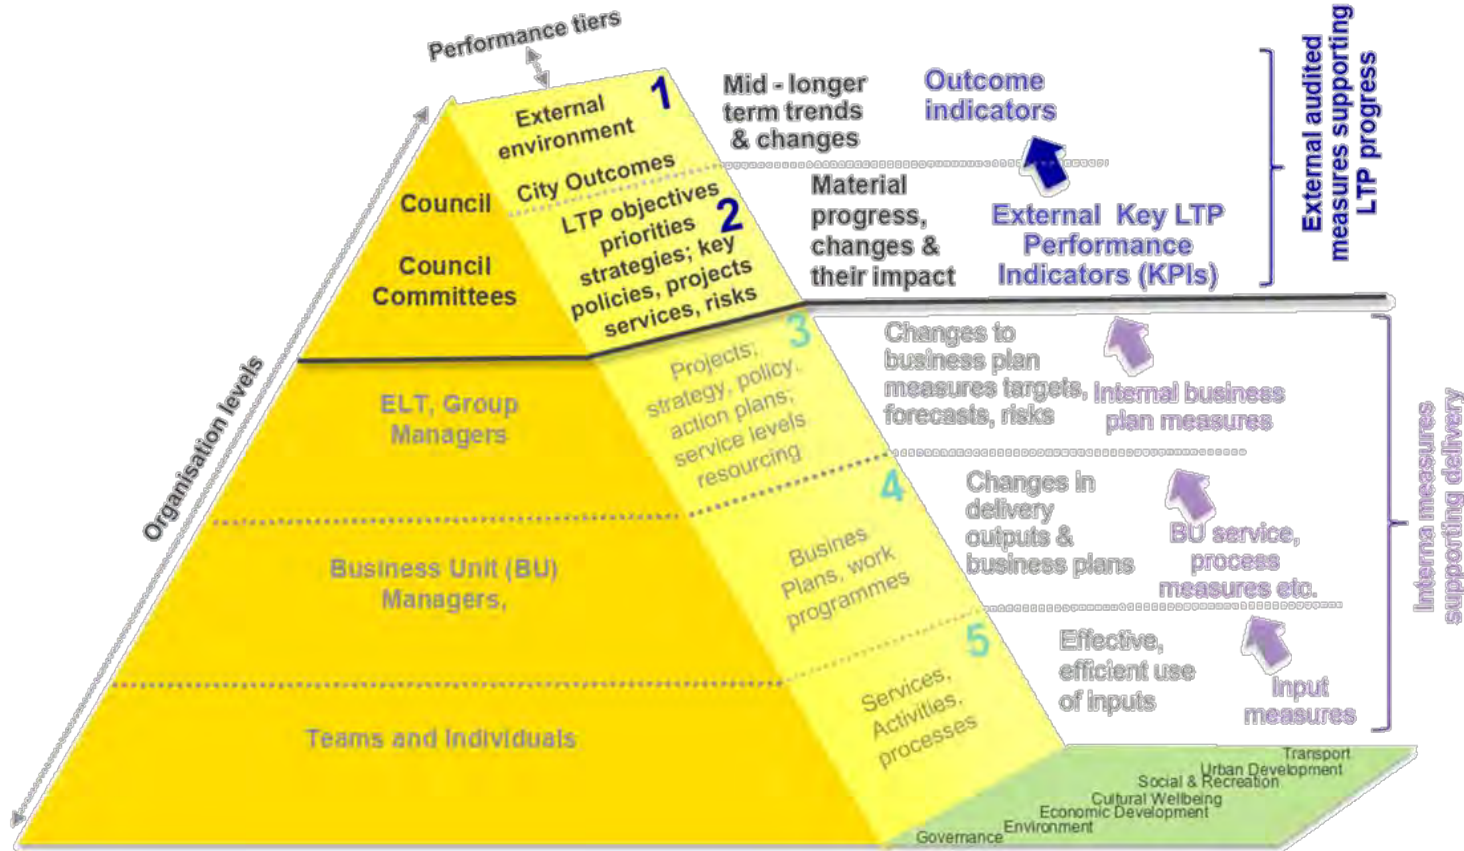 Performance tiers
Organisation levels
Council
Council
Committees
ELT, Group
Managers
Business Unit (BU)
Managers,
Teams and Individuals
1
External
environment
City Outcomes
2
LTP objectives
priorities
strategies; key
policies, projects
services, risks
3
Projects;
strategy, policy,
action plans;
service levels
resourcing
4
Busines
Plans, work
programmes
5
Services,
Activities,
processes
Mid - longer
term trends
& changes
Outcome
indicators
Material
progress,
changes &
their impact
External Key LTP
Performance
Indicators (KPIs)
Changes to
business plan
measures targets,
forecasts, risks
Internal business
plan measures
Changes in
delivery
outputs &
business plans
BU service,
process
measures etc.
Effective,
efficient use
of inputs
Input
measures
External audited
measures supporting
LTP progress
Interna measures
supporting delivery
Transport
Urban Development
Social & Recreation
Cultural Wellbeing
Economic Development
Environment
Governance